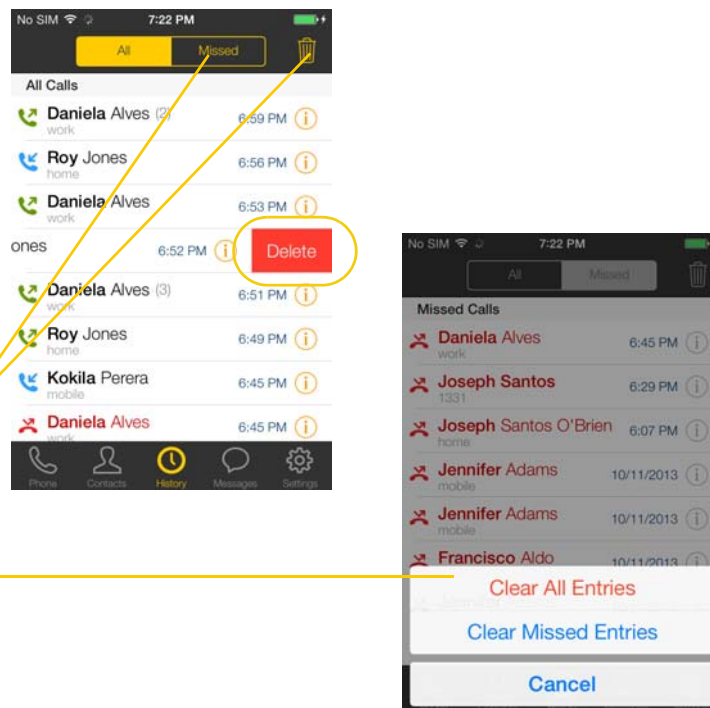 No SIM 7:22 PM
All Missed
All Calls
Daniela Alves (2)
work
6:59 PM
Roy Jones
home
6:56 PM
Daniela Alves
work
6:53 PM
ones 6:52 PM Delete
Daniela Alves (3)
work
6:51 PM
Roy Jones
home
6:49 PM
Kokila Perera
mobile
6:45 PM
Daniela Alves
work
6:45 PM
Phone Contacts History Messages Settings
No SIM 7:22 PM
All Missed
Missed Calls
Daniela Alves
work
6:45 PM
Joseph Santos
1331
6:29 PM
Joseph Santos O'Brien
home
6:07 PM
Jennifer Adams
mobile
10/11/2013
Jennifer Adams
mobile
10/11/2013
Francisco Aldo
10/11/2013
Clear All Entries
Clear Missed Entries
Cancel